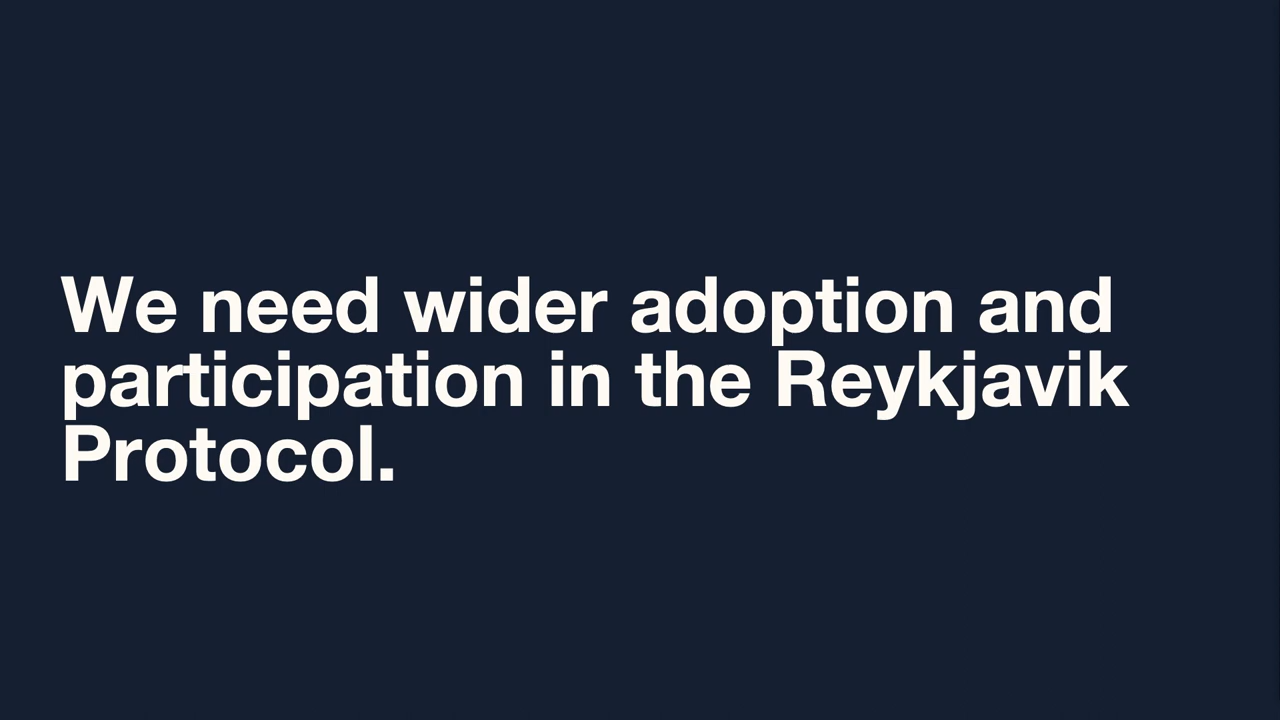 We need wider adoption and
participation in the Reykjavik
Protocol.